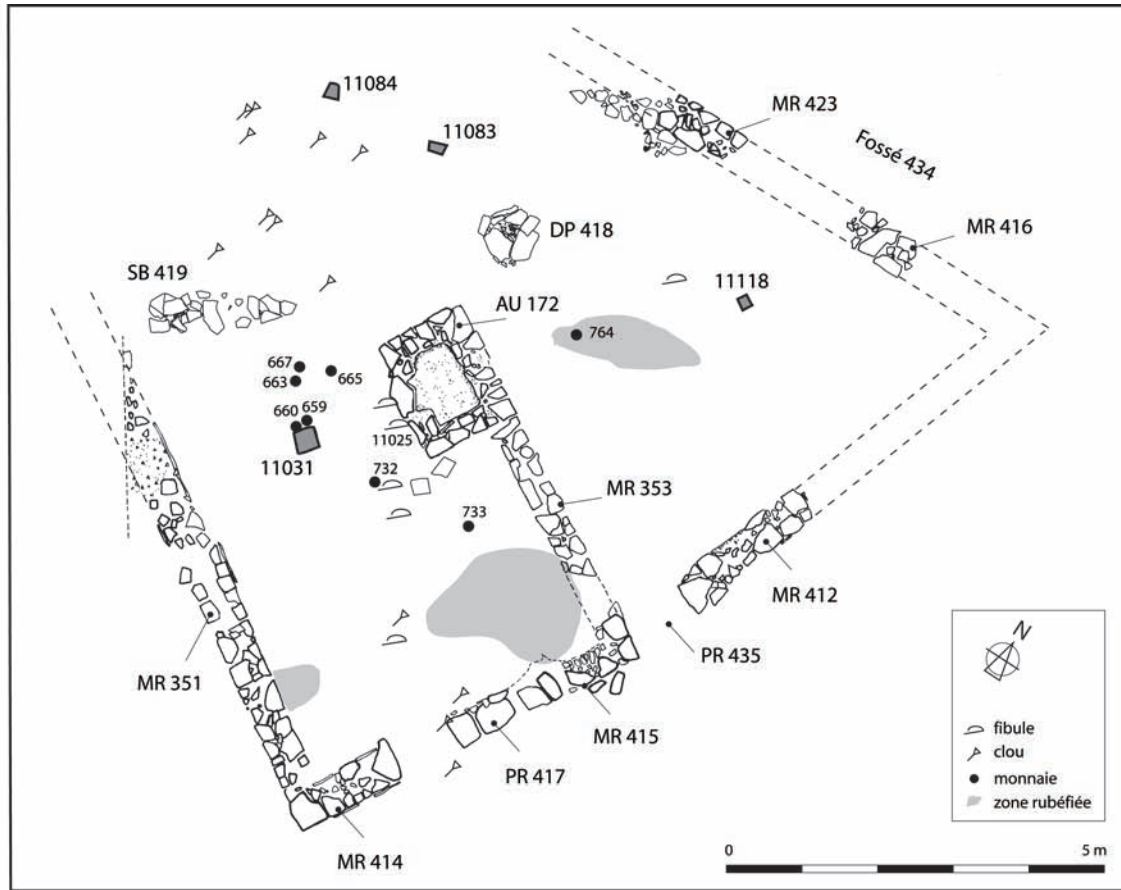 11084
MR 423
11083
Fossé 434
DP 418
MR 416
SB 419
11118
AU 172
764
667
665
663
660 659
11025
11031
732
MR 353
733
MR 412
PR 435
MR 351
MR 415
PR 417
MR 414
N
fibule
clou
monnaie
zone rubéfiée
0 5 m